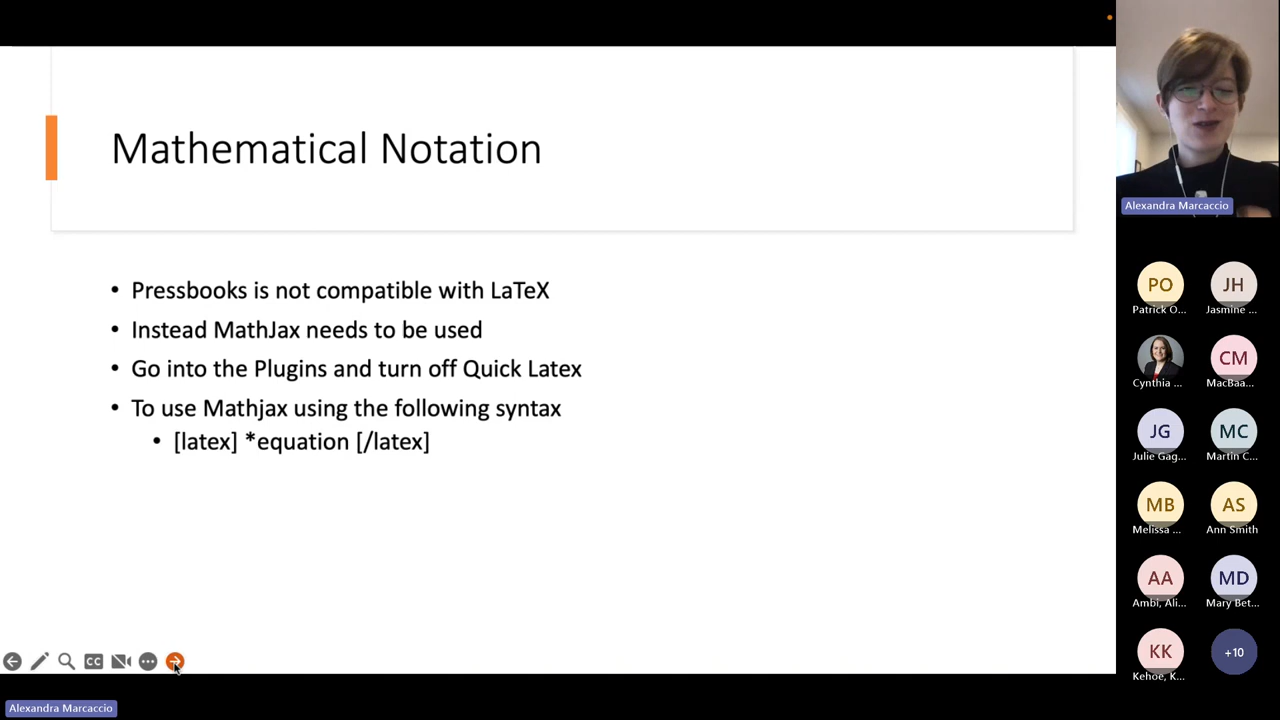 Mathematical Notation
• Pressbooks is not compatible with LaTeX
• Instead MathJax needs to be used
• Go into the Plugins and turn off Quick Latex
• To use Mathjax using the following syntax
• [latex] *equation [/latex]
CC
Alexandra Marcaccio
Alexandra Marcaccio
PO
JH
Patrick O...
Jasmine ...
CM
Cynthia ...
MacBaa...
JG
MC
Julie Gag...
Martin C...
MB
AS
Melissa ...
Ann Smith
AA
MD
Ambi, Ali...
Mary Bet...
KK
+10
Kehoe, K...